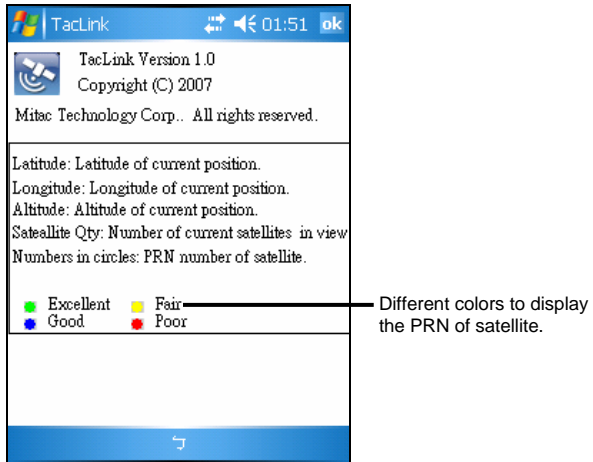 TacLink 01:51 ok
TacLink Version 1.0
Copyright (C) 2007
Mitac Technology Corp.. All rights reserved.
Latitude: Latitude of current position.
Longitude: Longitude of current position.
Altitude: Altitude of current position.
Sateallite Qty: Number of current satellites in view
Numbers in circles: PRN number of satellite.
Excellent Fair
Good Poor
Different colors to display
the PRN of satellite.